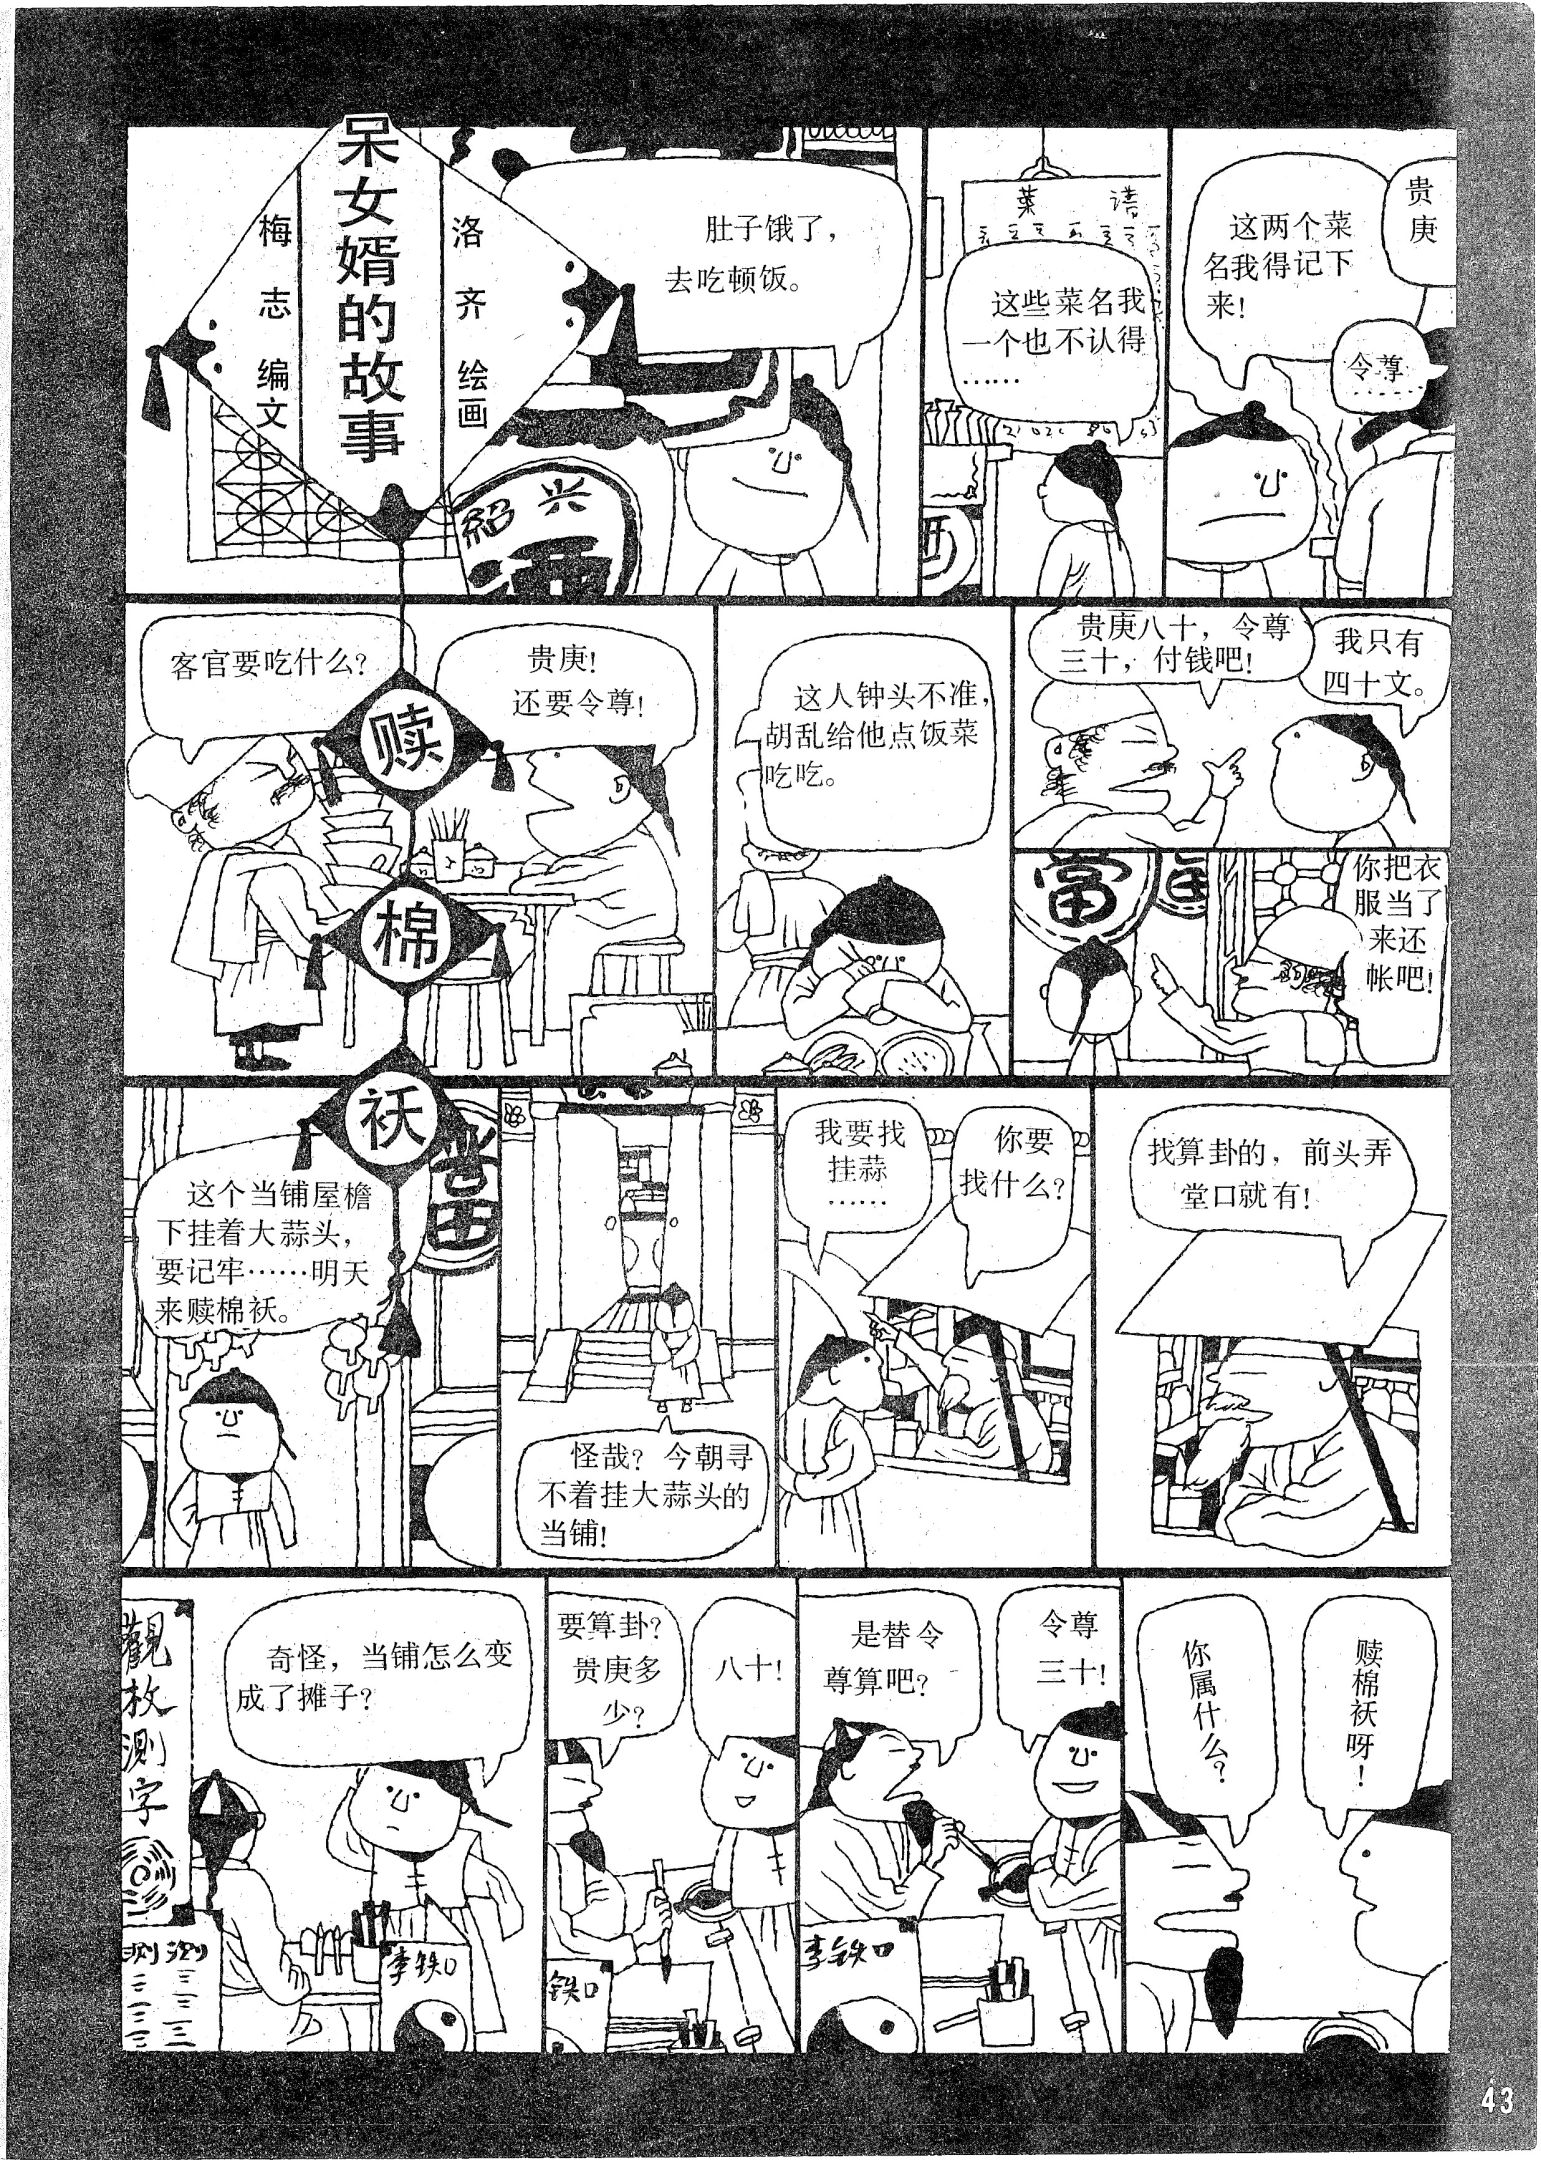 呆女婿的故事
梅志编文
洛齐绘画
赎棉袄
肚子饿了，
去吃顿饭。
紹兴
酒
菜谱
这些菜名我
一个也不认得
……
这两个菜
名我得记下
来！
贵庚
令尊
……
客官要吃什么？
贵庚！
还要令尊！
这人钟头不准，
胡乱给他点饭菜
吃吃。
贵庚八十，令尊
三十，付钱吧！
我只有
四十文。
當
你把衣
服当了
来还
帐吧！
當
这个当铺屋檐
下挂着大蒜头，
要记牢……明天
来赎棉袄。
怪哉？今朝寻
不着挂大蒜头的
当铺！
我要找
挂蒜
……
你要
找什么？
找算卦的，前头弄
堂口就有！
觀枚测字
测测
李铁口
奇怪，当铺怎么变
成了摊子？
要算卦？
贵庚多
少？
八十！
铁口
是替令
尊算吧？
令尊
三十！
李铁口
你属什么？
赎棉袄呀！
43